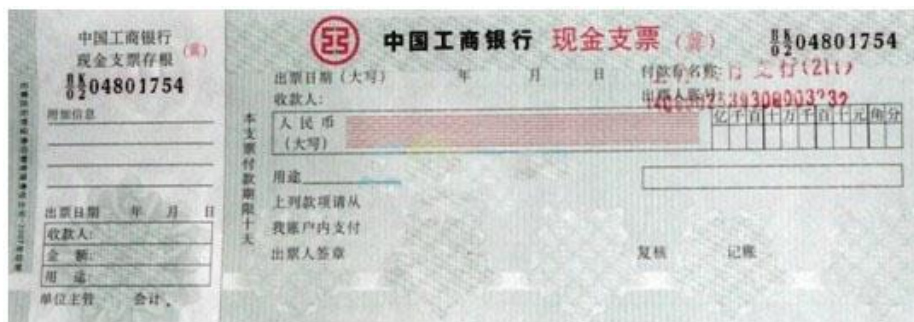 中国工商银行
现金支票存根 (冀)
04801754
附加信息
出票日期 年 月 日
收款人:
金 额:
用 途:
单位主管 会计
本支票付款期限十天
中国工商银行 现金支票 (冀) 04801754
出票日期(大写) 年 月 日 付款行名称:
收款人: 出票人账号:
人民币
(大写)
亿千百十万千百十元角分
用途
上列款项请从
我账户内支付
出票人签章 复核 记账